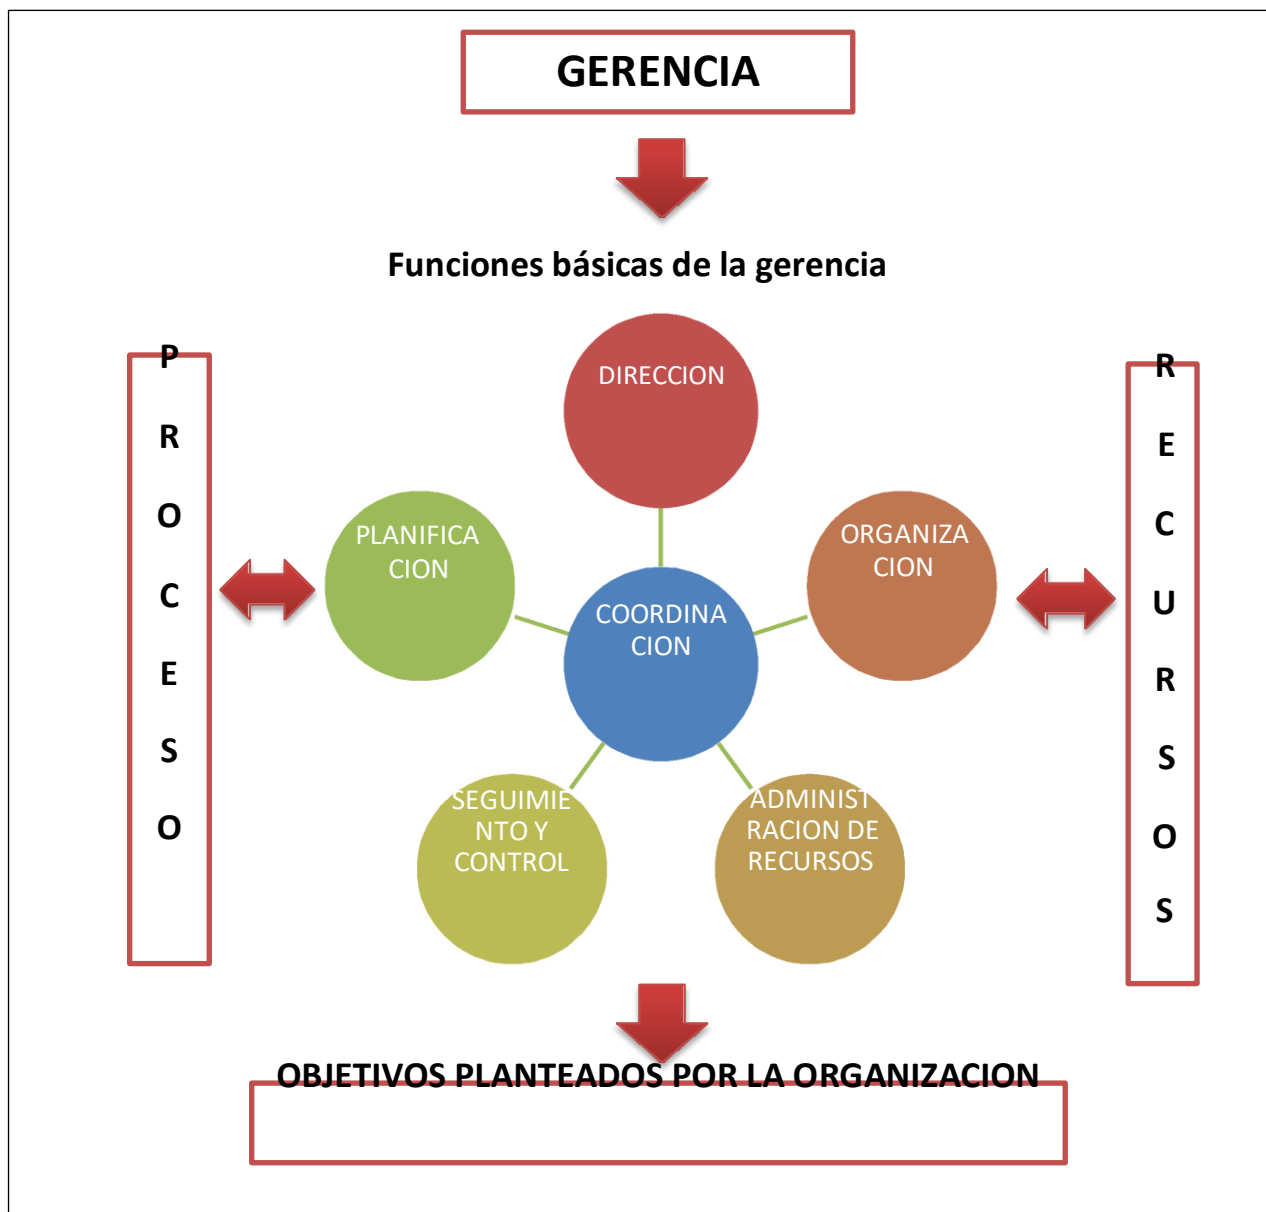 GERENCIA
Funciones básicas de la gerencia
P
R
O
C
E
S
O
DIRECCION
PLANIFICA
CION
ORGANIZA
CION
COORDINA
CION
SEGUIMIE
NTO Y
CONTROL
ADMINIST
RACION DE
RECURSOS
R
E
C
U
R
S
O
S
OBJETIVOS PLANTEADOS POR LA ORGANIZACION